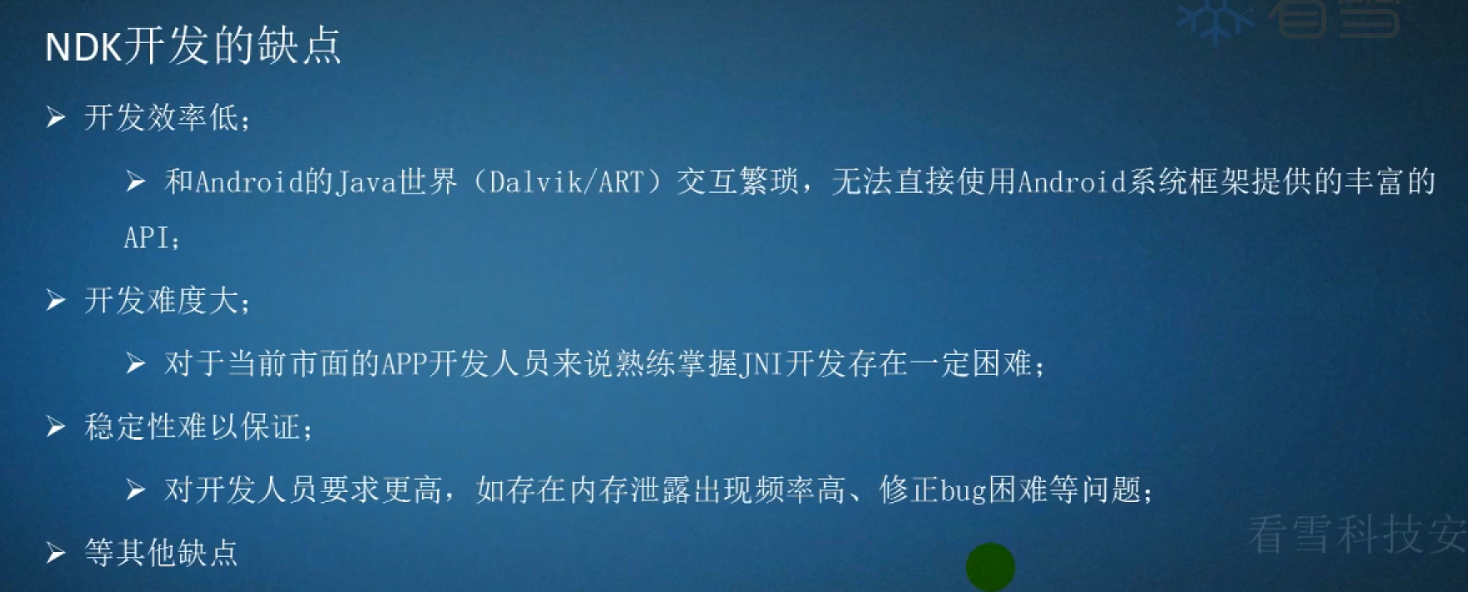 看雪
NDK开发的缺点
➢ 开发效率低;
➢ 和Android的Java世界（Dalvik/ART）交互繁琐，无法直接使用Android系统框架提供的丰富的
API;
➢ 开发难度大;
➢ 对于当前市面的APP开发人员来说熟练掌握JNI开发存在一定困难;
➢ 稳定性难以保证;
➢ 对开发人员要求更高，如存在内存泄露出现频率高、修正bug困难等问题;
看雪科技安
➢ 等其他缺点